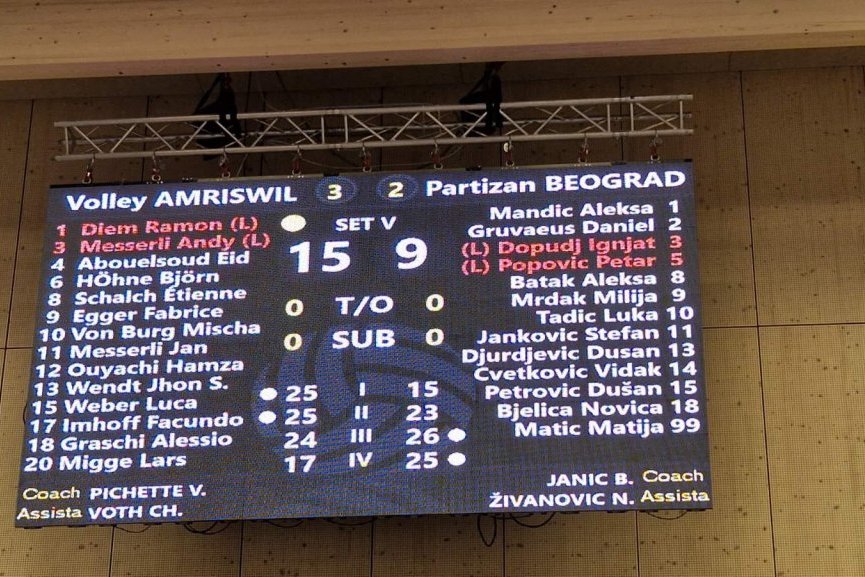 Volley AMRISWIL 3 2 Partizan BEOGRAD
1 Diem Ramon (L)
3 Messerli Andy (L)
4 Abouelsoud Eid
6 HÖhne Björn
8 Schalch Etienne
9 Egger Fabrice
10 Von Burg Mischa
11 Messerli Jan
12 Ouyachi Hamza
13 Wendt Jhon S.
15 Weber Luca
17 Imhoff Facundo
18 Graschi Alessio
20 Migge Lars
Coach PICHETTE V.
Assista VOTH CH.
SET V
15 9
0 T/O 0
0 SUB 0
25 I 15
25 II 23
24 III 26
17 IV 25
Mandic Aleksa 1
Gruvaeus Daniel 2
(L) Dopudj Ignjat 3
(L) Popovic Petar 5
Batak Aleksa 8
Mrdak Milija 9
Tadic Luka 10
Jankovic Stefan 11
Djurdjevic Dusan 13
Cvetkovic Vidak 14
Petrovic Dušan 15
Bjelica Novica 18
Matic Matija 99
JANIC B. Coach
ŽIVANOVIC N. Assista